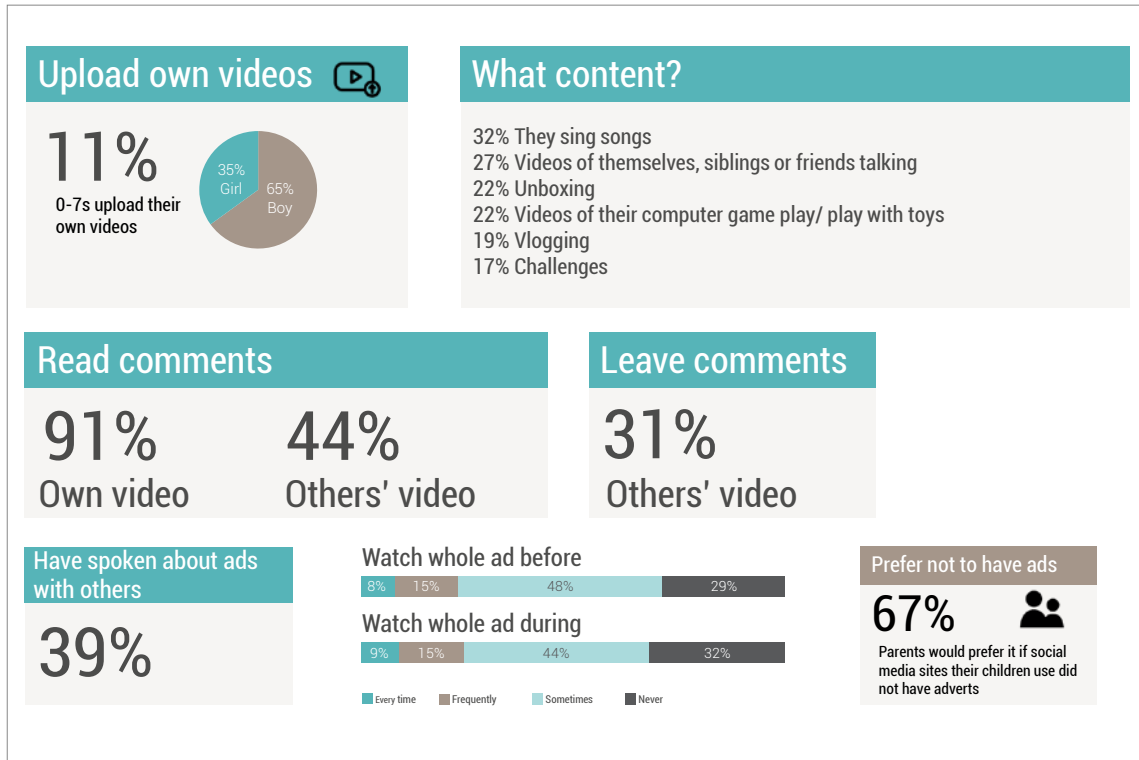 Upload own videos
11%
0-7s upload their
own videos
35%
Girl
65%
Boy
What content?
32% They sing songs
27% Videos of themselves, siblings or friends talking
22% Unboxing
22% Videos of their computer game play/ play with toys
19% Vlogging
17% Challenges
Read comments
91%
Own video
44%
Others' video
Leave comments
31%
Others' video
Have spoken about ads
with others
39%
Watch whole ad before
8% 15% 48% 29%
Watch whole ad during
9% 15% 44% 32%
Every time Frequently Sometimes Never
Prefer not to have ads
67%
Parents would prefer it if social
media sites their children use did
not have adverts